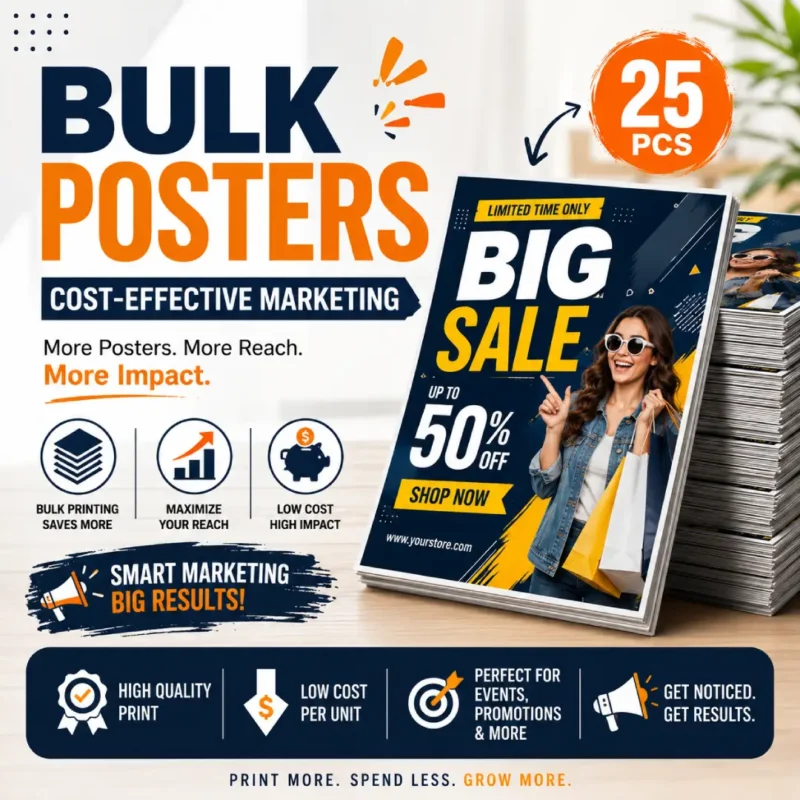 BULK
POSTERS
COST-EFFECTIVE MARKETING
More Posters. More Reach.
More Impact.
BULK PRINTING
SAVES MORE
MAXIMIZE
YOUR REACH
$
LOW COST
HIGH IMPACT
SMART MARKETING
BIG RESULTS!
25
PCS
LIMITED TIME ONLY
BIG
SALE
UP TO
50%
OFF
SHOP NOW
www.yourstore.com
HIGH QUALITY
PRINT
$
LOW COST
PER UNIT
PERFECT FOR
EVENTS,
PROMOTIONS
& MORE
GET NOTICED.
GET RESULTS.
PRINT MORE. SPEND LESS. GROW MORE.